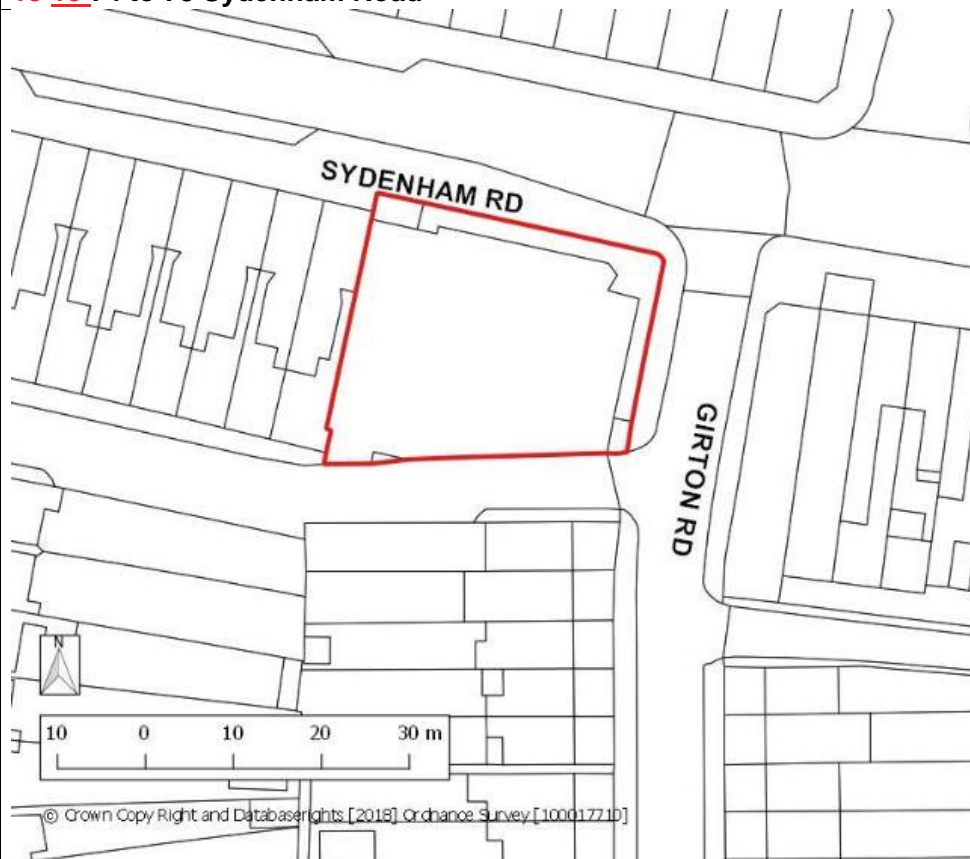 to Sydenham Road
SYDENHAM RD
GIRTON RD
N
10 0 10 20 30 m
© Crown Copy Right and Databaserights [2018] Ordnance Survey [100017710]